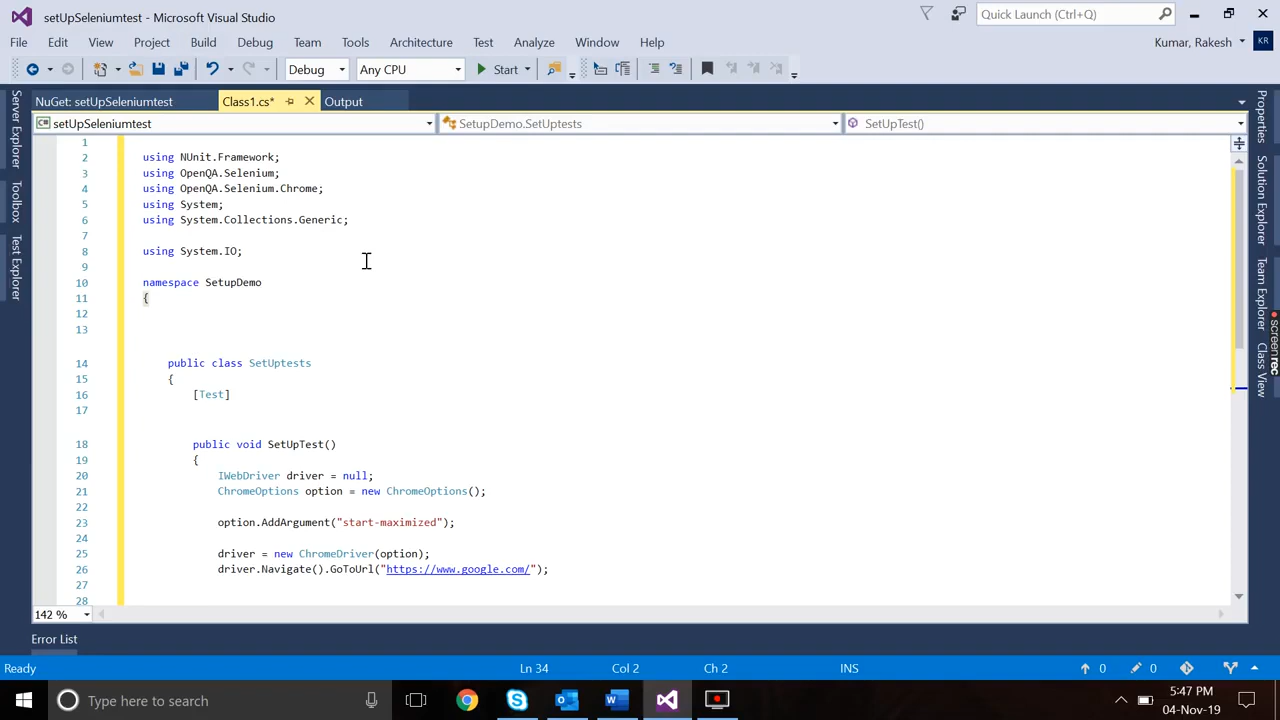 setUpSeleniumtest - Microsoft Visual Studio
Quick Launch (Ctrl+Q)
File Edit View Project Build Debug Team Tools Architecture Test Analyze Window Help
Kumar, Rakesh KR
Debug Any CPU Start
NuGet: setUpSeleniumtest Class1.cs* Output
setUpSeleniumtest SetupDemo.SetUptests SetUpTest()
Server Explorer
Toolbox
Test Explorer
Properties
Solution Explorer
Team Explorer
Class View
screenrec
1
2 using NUnit.Framework;
3 using OpenQA.Selenium;
4 using OpenQA.Selenium.Chrome;
5 using System;
6 using System.Collections.Generic;
7
8 using System.IO;
9
10 namespace SetupDemo
11 {
12
13
14 public class SetUptests
15 {
16 [Test]
17
18 public void SetUpTest()
19 {
20 IWebDriver driver = null;
21 ChromeOptions option = new ChromeOptions();
22
23 option.AddArgument("start-maximized");
24
25 driver = new ChromeDriver(option);
26 driver.Navigate().GoToUrl("https://www.google.com/");
27
28
142 %
Error List
Ready Ln 34 Col 2 Ch 2 INS 0 0
Type here to search
5:47 PM
04-Nov-19